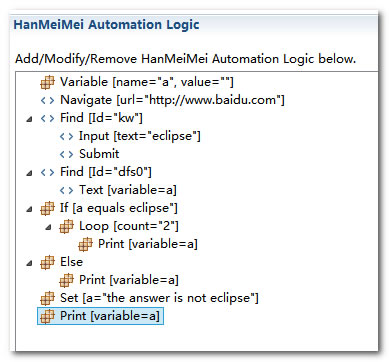 HanMeiMei Automation Logic
Add/Modify/Remove HanMeiMei Automation Logic below.
Variable [name="a", value=""]
Navigate [url="http://www.baidu.com"]
Find [Id="kw"]
Input [text="eclipse"]
Submit
Find [Id="dfs0"]
Text [variable=a]
If [a equals eclipse"]
Loop [count="2"]
Print [variable=a]
Else
Print [variable=a]
Set [a="the answer is not eclipse"]
Print [variable=a]